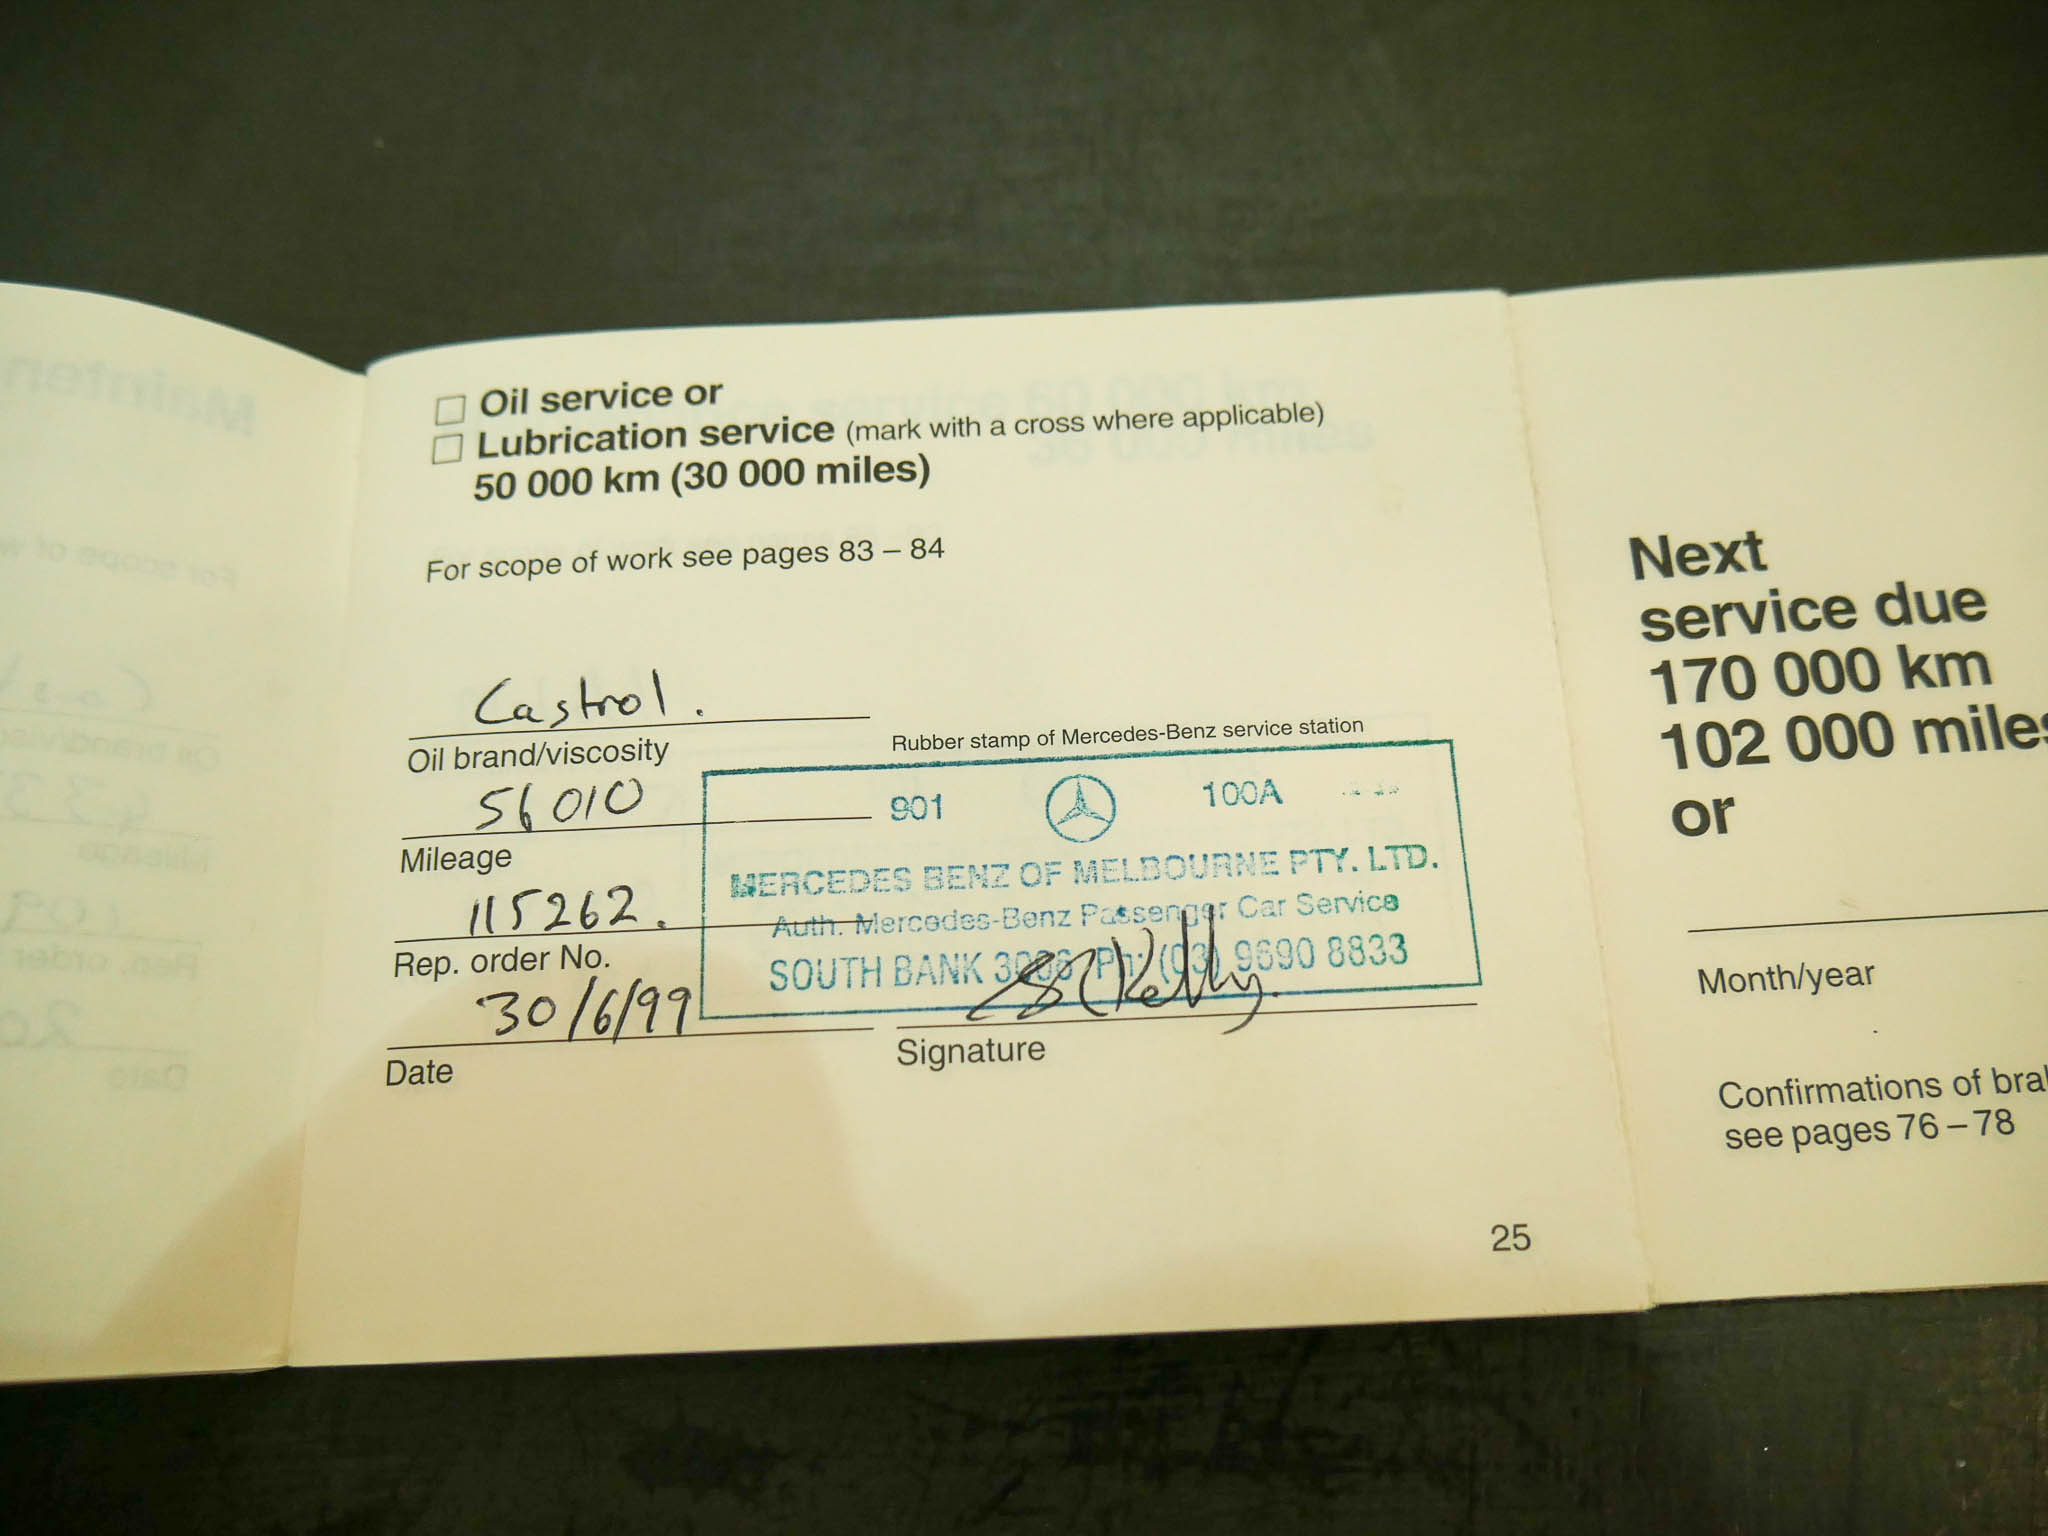 Oil service or
Lubrication service (mark with a cross where applicable)
50 000 km (30 000 miles)
For scope of work see pages 83 – 84
Castrol.
Oil brand/viscosity
56010
Mileage
115262.
Rep. order No.
30/6/99
Date
Rubber stamp of Mercedes-Benz service station
901 100A
MERCEDES BENZ OF MELBOURNE PTY. LTD.
Auth. Mercedes-Benz Passenger Car Service
SOUTH BANK 3006 Ph: (03) 9690 8833
Kelly.
Signature
25
Next
service due
170 000 km
102 000 miles
or
Month/year
Confirmations of bra
see pages 76 – 78